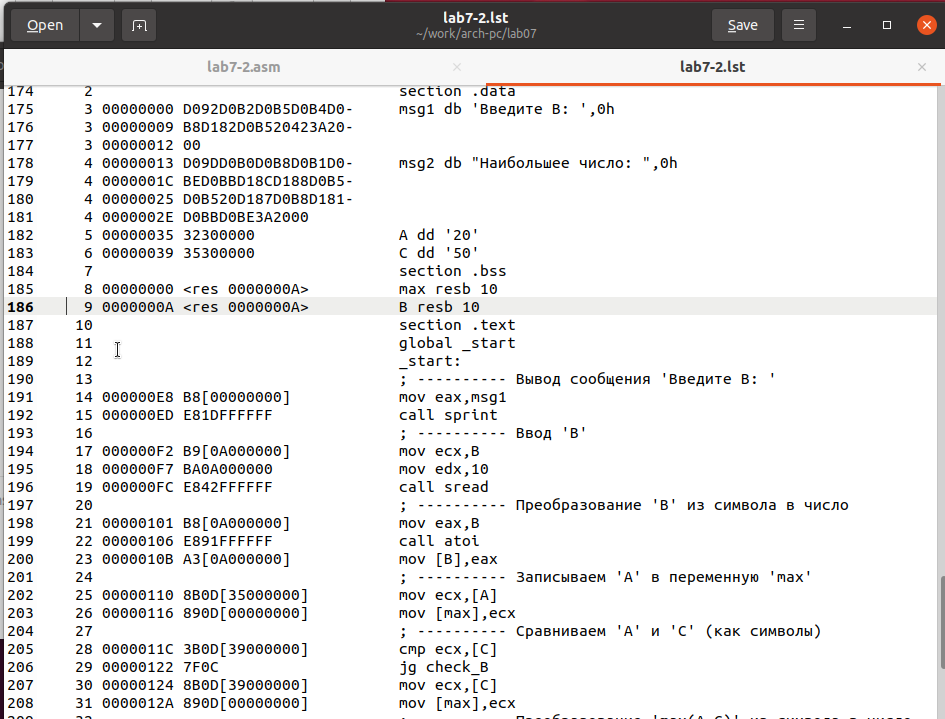 Open
lab7-2.lst
~/work/arch-pc/lab07
Save
lab7-2.asm
lab7-2.lst
174 2 section .data
175 3 00000000 D092D0B2D0B5D0B4D0- msg1 db 'Введите B: ',0h
176 3 00000009 B8D182D0B520423A20-
177 3 00000012 00
178 4 00000013 D09DD0B0D0B8D0B1D0- msg2 db "Наибольшее число: ",0h
179 4 0000001C BED0BBD18CD188D0B5-
180 4 00000025 D0B520D187D0B8D181-
181 4 0000002E D0BBD0BE3A2000
182 5 00000035 32300000 A dd '20'
183 6 00000039 35300000 C dd '50'
184 7 section .bss
185 8 00000000 <res 0000000A> max resb 10
186 9 0000000A <res 0000000A> B resb 10
187 10 section .text
188 11 global _start
189 12 _start:
190 13 ; ---------- Вывод сообщения 'Введите B: '
191 14 000000E8 B8[00000000] mov eax,msg1
192 15 000000ED E81DFFFFFF call sprint
193 16 ; ---------- Ввод 'B'
194 17 000000F2 B9[0A000000] mov ecx,B
195 18 000000F7 BA0A000000 mov edx,10
196 19 000000FC E842FFFFFF call sread
197 20 ; ---------- Преобразование 'B' из символа в число
198 21 00000101 B8[0A000000] mov eax,B
199 22 00000106 E891FFFFFF call atoi
200 23 0000010B A3[0A000000] mov [B],eax
201 24 ; ---------- Записываем 'A' в переменную 'max'
202 25 00000110 8B0D[35000000] mov ecx,[A]
203 26 00000116 890D[00000000] mov [max],ecx
204 27 ; ---------- Сравниваем 'A' и 'C' (как символы)
205 28 0000011C 3B0D[39000000] cmp ecx,[C]
206 29 00000122 7F0C jg check_B
207 30 00000124 8B0D[39000000] mov ecx,[C]
208 31 0000012A 890D[00000000] mov [max],ecx